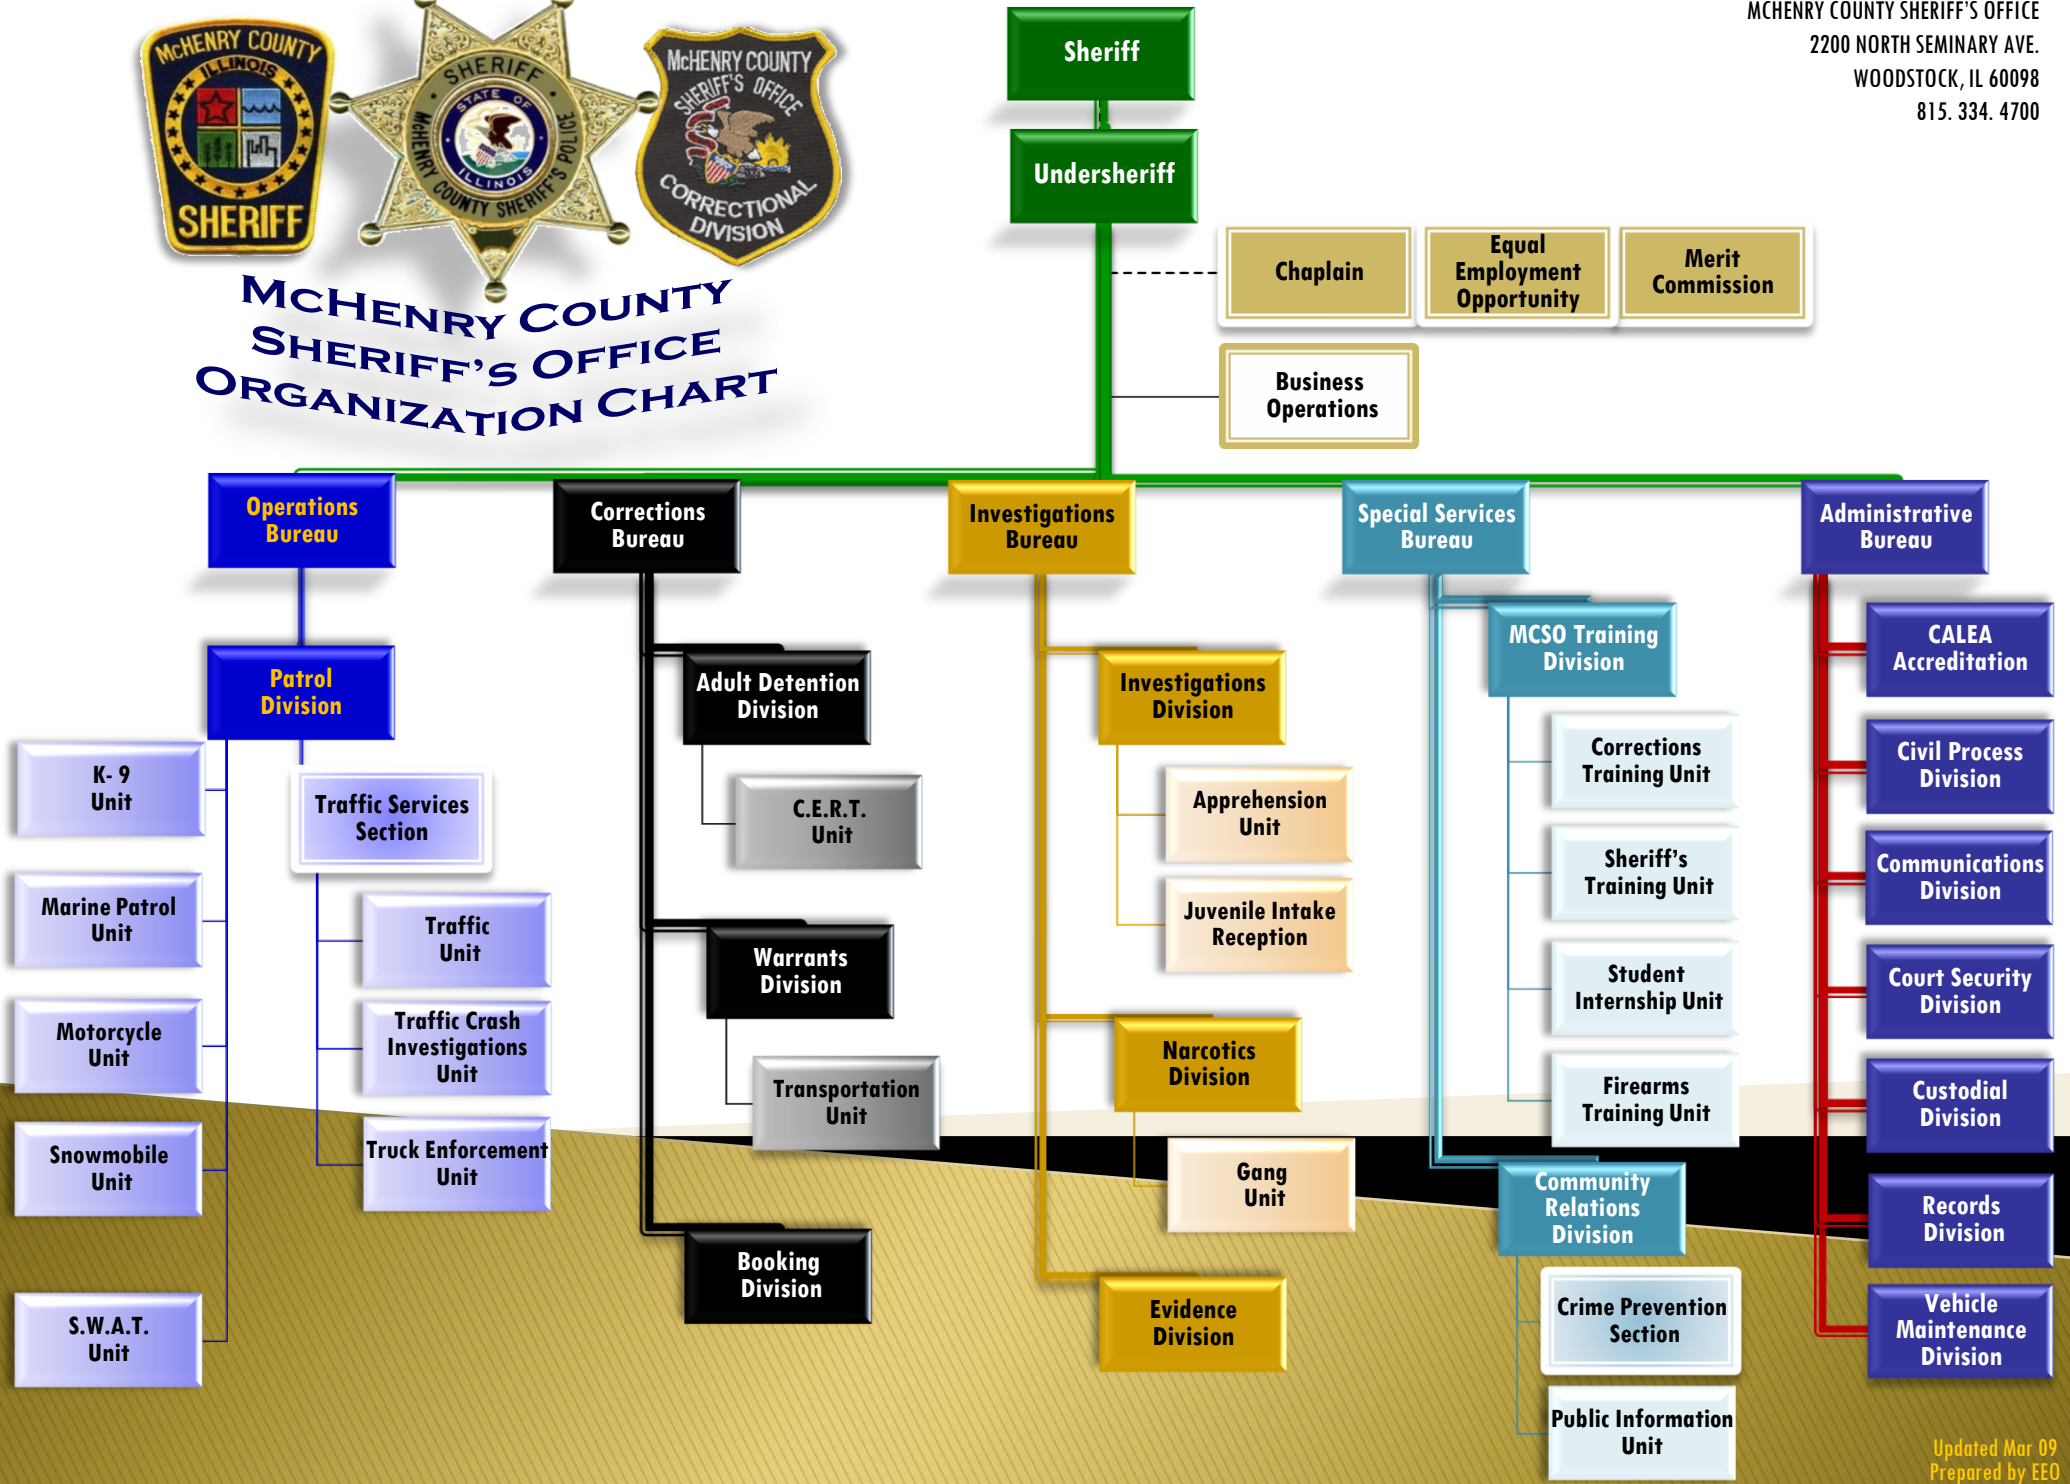 McHENRY COUNTY
ILLINOIS
SHERIFF
SHERIFF
STATE OF
ILLINOIS
McHENRY COUNTY SHERIFF'S POLICE
McHENRY COUNTY
SHERIFF'S OFFICE
CORRECTIONAL
DIVISION
McHenry County
Sheriff's Office
Organization Chart
MCHENRY COUNTY SHERIFF'S OFFICE
2200 NORTH SEMINARY AVE.
WOODSTOCK, IL 60098
815. 334. 4700
Sheriff
Undersheriff
Chaplain
Equal
Employment
Opportunity
Merit
Commission
Business
Operations
Operations
Bureau
Patrol
Division
K- 9
Unit
Marine Patrol
Unit
Motorcycle
Unit
Snowmobile
Unit
S.W.A.T.
Unit
Traffic Services
Section
Traffic
Unit
Traffic Crash
Investigations
Unit
Truck Enforcement
Unit
Corrections
Bureau
Adult Detention
Division
C.E.R.T.
Unit
Warrants
Division
Transportation
Unit
Booking
Division
Investigations
Bureau
Investigations
Division
Apprehension
Unit
Juvenile Intake
Reception
Narcotics
Division
Gang
Unit
Evidence
Division
Special Services
Bureau
MCSO Training
Division
Corrections
Training Unit
Sheriff's
Training Unit
Student
Internship Unit
Firearms
Training Unit
Community
Relations
Division
Crime Prevention
Section
Public Information
Unit
Administrative
Bureau
CALEA
Accreditation
Civil Process
Division
Communications
Division
Court Security
Division
Custodial
Division
Records
Division
Vehicle
Maintenance
Division
Updated Mar 09
Prepared by EEO